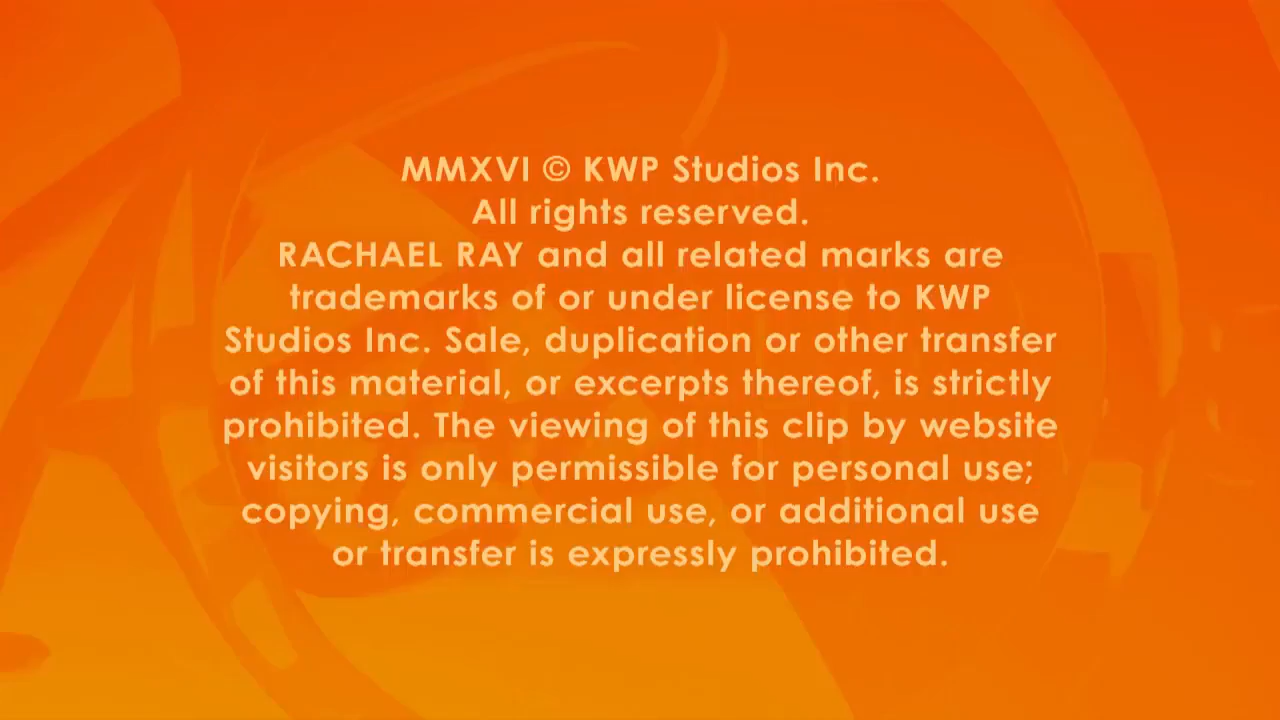 MMXVI © KWP Studios Inc.
All rights reserved.
RACHAEL RAY and all related marks are
trademarks of or under license to KWP
Studios Inc. Sale, duplication or other transfer
of this material, or excerpts thereof, is strictly
prohibited. The viewing of this clip by website
visitors is only permissible for personal use;
copying, commercial use, or additional use
or transfer is expressly prohibited.